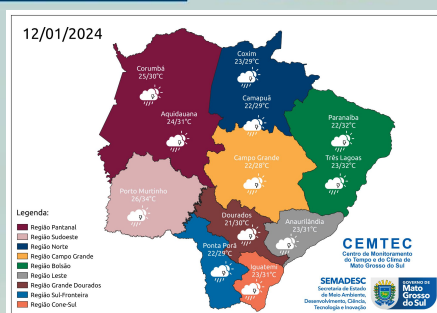 12/01/2024
Corumbá
25/30°C
Aquidauana
24/31°C
Coxim
23/29°C
Camapuã
22/29°C
Paranaíba
22/32°C
Três Lagoas
23/32°C
Campo Grande
22/28°C
Porto Murtinho
26/34°C
Dourados
21/30°C
Anaurilândia
23/31°C
Ponta Porã
22/29°C
Iguatemi
23/31°C
Legenda:
Região Pantanal
Região Sudoeste
Região Norte
Região Campo Grande
Região Bolsão
Região Leste
Região Grande Dourados
Região Sul-Fronteira
Região Cone-Sul
CEMTEC
Centro de Monitoramento
do Tempo e do Clima de
Mato Grosso do Sul
SEMADESC
Secretaria de Estado
de Meio Ambiente,
Desenvolvimento, Ciência,
Tecnologia e Inovação
GOVERNO DE
Mato
Grosso
do Sul